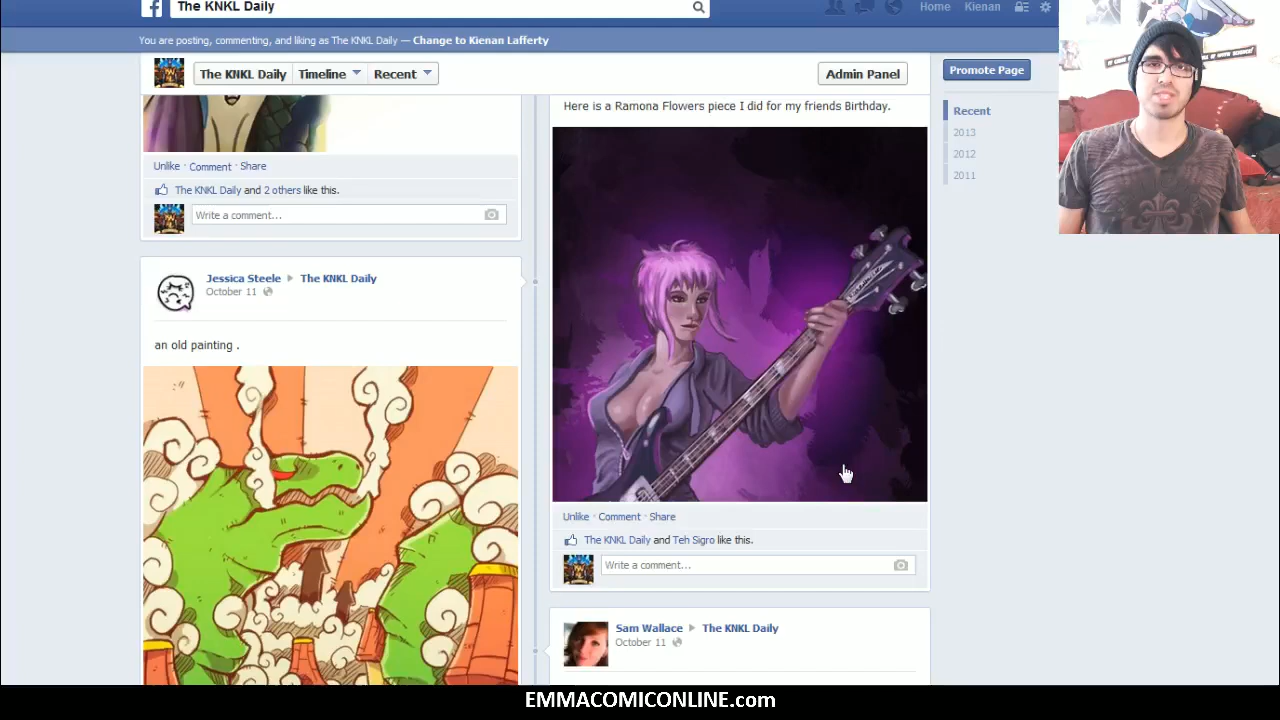 The KNKL Daily
Home Kienan
You are posting, commenting, and liking as The KNKL Daily — Change to Kienan Lafferty
The KNKL Daily Timeline Recent
Admin Panel
Promote Page
Recent
2013
2012
2011
Unlike · Comment · Share
The KNKL Daily and 2 others like this.
Write a comment...
Jessica Steele ▶ The KNKL Daily
October 11
an old painting .
Here is a Ramona Flowers piece I did for my friends Birthday.
Unlike · Comment · Share
The KNKL Daily and Teh Sigro like this.
Write a comment...
Sam Wallace ▶ The KNKL Daily
October 11
EMMACOMICONLINE.com